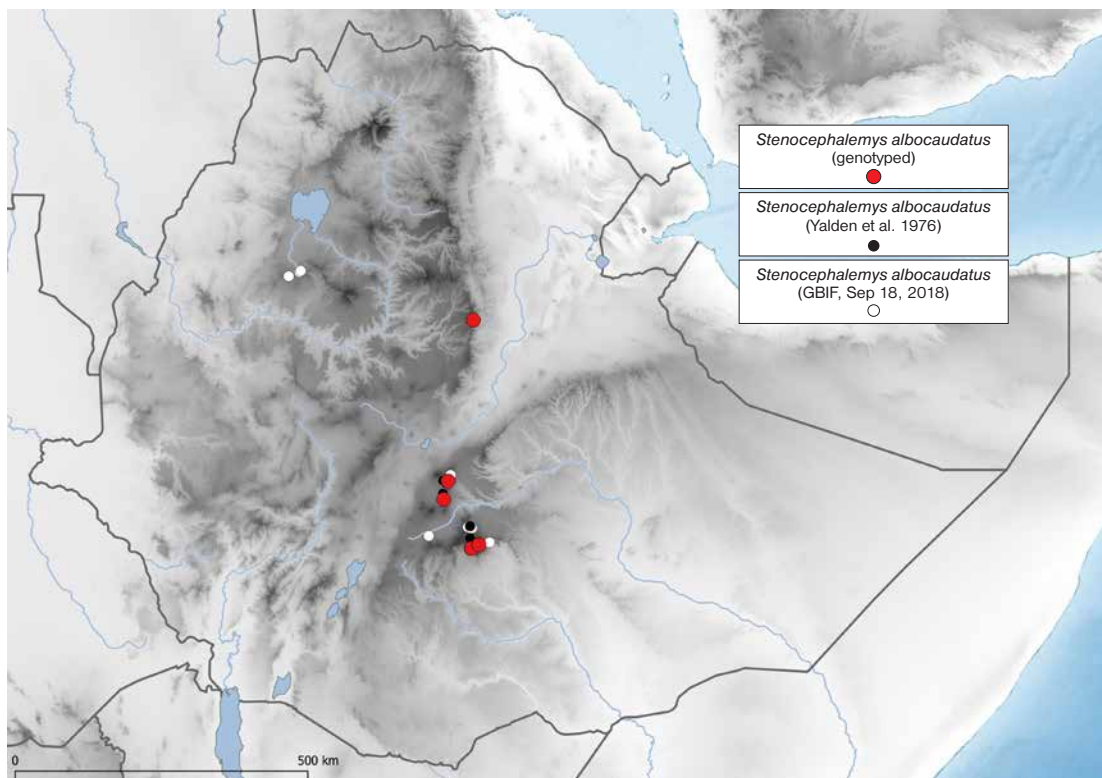 Stenocephalemys albocaudatus
(genotyped)
Stenocephalemys albocaudatus
(Yalden et al. 1976)
Stenocephalemys albocaudatus
(GBIF, Sep 18, 2018)
0
500 km